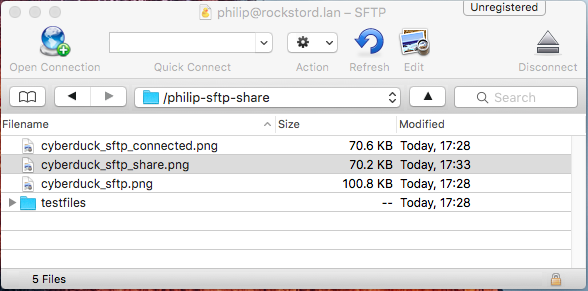 philip@rockstord.lan – SFTP
Unregistered
Open Connection
Quick Connect
Action
Refresh
Edit
Disconnect
/philip-sftp-share
Search
Filename Size Modified
cyberduck_sftp_connected.png 70.6 KB Today, 17:28
cyberduck_sftp_share.png 70.2 KB Today, 17:33
cyberduck_sftp.png 100.8 KB Today, 17:28
testfiles -- Today, 17:28
5 Files